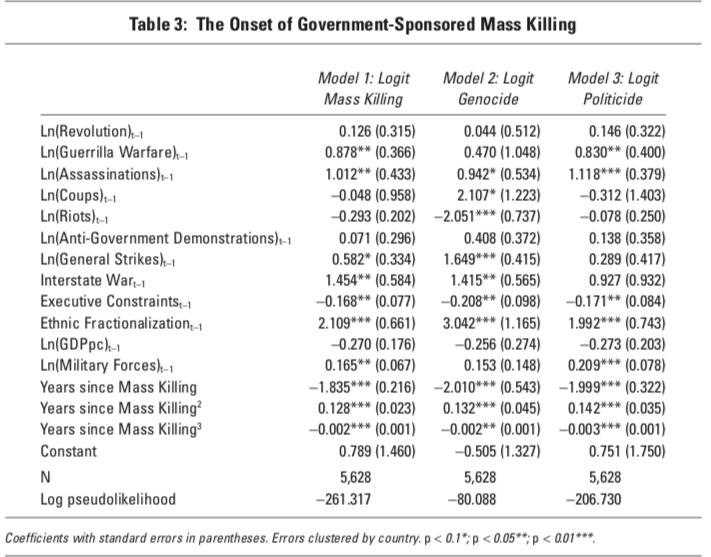 Table 3: The Onset of Government-Sponsored Mass Killing
Model 1: Logit Model 2: Logit Model 3: Logit
Mass Killing Genocide Politicide
Ln(Revolution)t–1 0.126 (0.315) 0.044 (0.512) 0.146 (0.322)
Ln(Guerrilla Warfare)t–1 0.878** (0.366) 0.470 (1.048) 0.830** (0.400)
Ln(Assassinations)t–1 1.012** (0.433) 0.942* (0.534) 1.118*** (0.379)
Ln(Coups)t–1 –0.048 (0.958) 2.107* (1.223) –0.312 (1.403)
Ln(Riots)t–1 –0.293 (0.202) –2.051*** (0.737) –0.078 (0.250)
Ln(Anti-Government Demonstrations)t–1 0.071 (0.296) 0.408 (0.372) 0.138 (0.358)
Ln(General Strikes)t–1 0.582* (0.334) 1.649*** (0.415) 0.289 (0.417)
Interstate Wart–1 1.454** (0.584) 1.415** (0.565) 0.927 (0.932)
Executive Constraintst–1 –0.168** (0.077) –0.208** (0.098) –0.171** (0.084)
Ethnic Fractionalizationt–1 2.109*** (0.661) 3.042*** (1.165) 1.992*** (0.743)
Ln(GDPpc)t–1 –0.270 (0.176) –0.256 (0.274) –0.273 (0.203)
Ln(Military Forces)t–1 0.165** (0.067) 0.153 (0.148) 0.209*** (0.078)
Years since Mass Killing –1.835*** (0.216) –2.010*** (0.543) –1.999*** (0.322)
Years since Mass Killing² 0.128*** (0.023) 0.132*** (0.045) 0.142*** (0.035)
Years since Mass Killing³ –0.002*** (0.001) –0.002** (0.001) –0.003*** (0.001)
Constant 0.789 (1.460) –0.505 (1.327) 0.751 (1.750)
N 5,628 5,628 5,628
Log pseudolikelihood –261.317 –80.088 –206.730
Coefficients with standard errors in parentheses. Errors clustered by country. p < 0.1*; p < 0.05**; p < 0.01***.